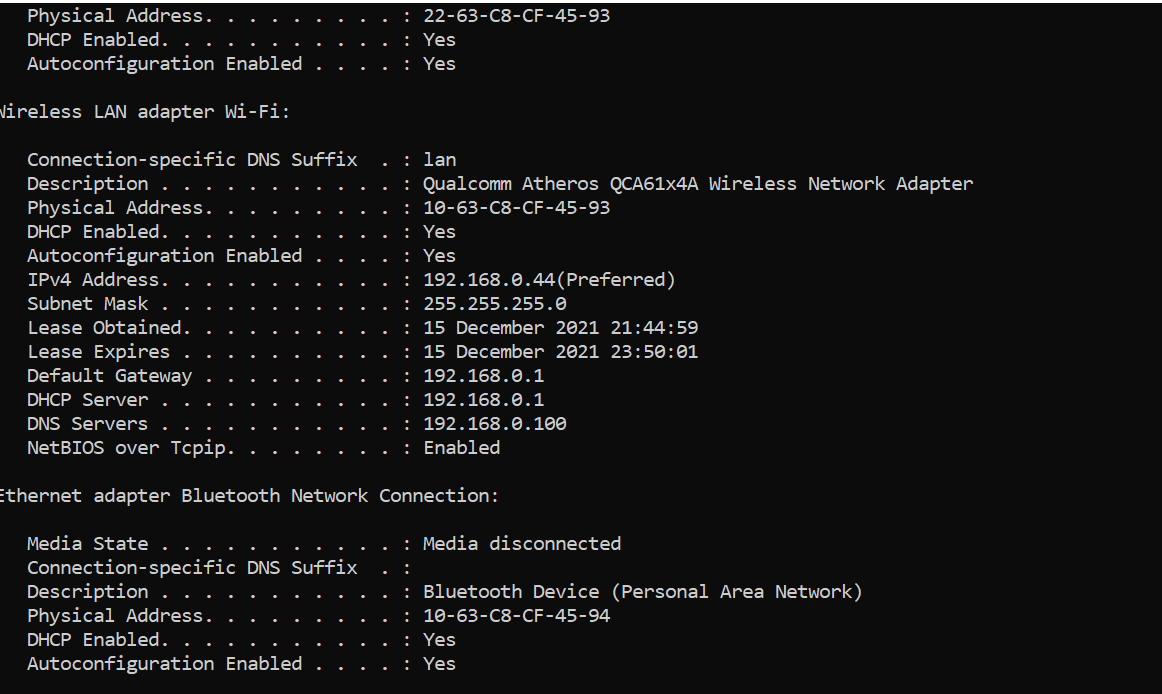 Physical Address. . . . . . . . . : 22-63-C8-CF-45-93
DHCP Enabled. . . . . . . . . . . : Yes
Autoconfiguration Enabled . . . . : Yes
Wireless LAN adapter Wi-Fi:
Connection-specific DNS Suffix  . : lan
Description . . . . . . . . . . . : Qualcomm Atheros QCA61x4A Wireless Network Adapter
Physical Address. . . . . . . . . : 10-63-C8-CF-45-93
DHCP Enabled. . . . . . . . . . . : Yes
Autoconfiguration Enabled . . . . : Yes
IPv4 Address. . . . . . . . . . . : 192.168.0.44(Preferred)
Subnet Mask . . . . . . . . . . . : 255.255.255.0
Lease Obtained. . . . . . . . . . : 15 December 2021 21:44:59
Lease Expires . . . . . . . . . . : 15 December 2021 23:50:01
Default Gateway . . . . . . . . . : 192.168.0.1
DHCP Server . . . . . . . . . . . : 192.168.0.1
DNS Servers . . . . . . . . . . . : 192.168.0.100
NetBIOS over Tcpip. . . . . . . . : Enabled
Ethernet adapter Bluetooth Network Connection:
Media State . . . . . . . . . . . : Media disconnected
Connection-specific DNS Suffix  . :
Description . . . . . . . . . . . : Bluetooth Device (Personal Area Network)
Physical Address. . . . . . . . . : 10-63-C8-CF-45-94
DHCP Enabled. . . . . . . . . . . : Yes
Autoconfiguration Enabled . . . . : Yes